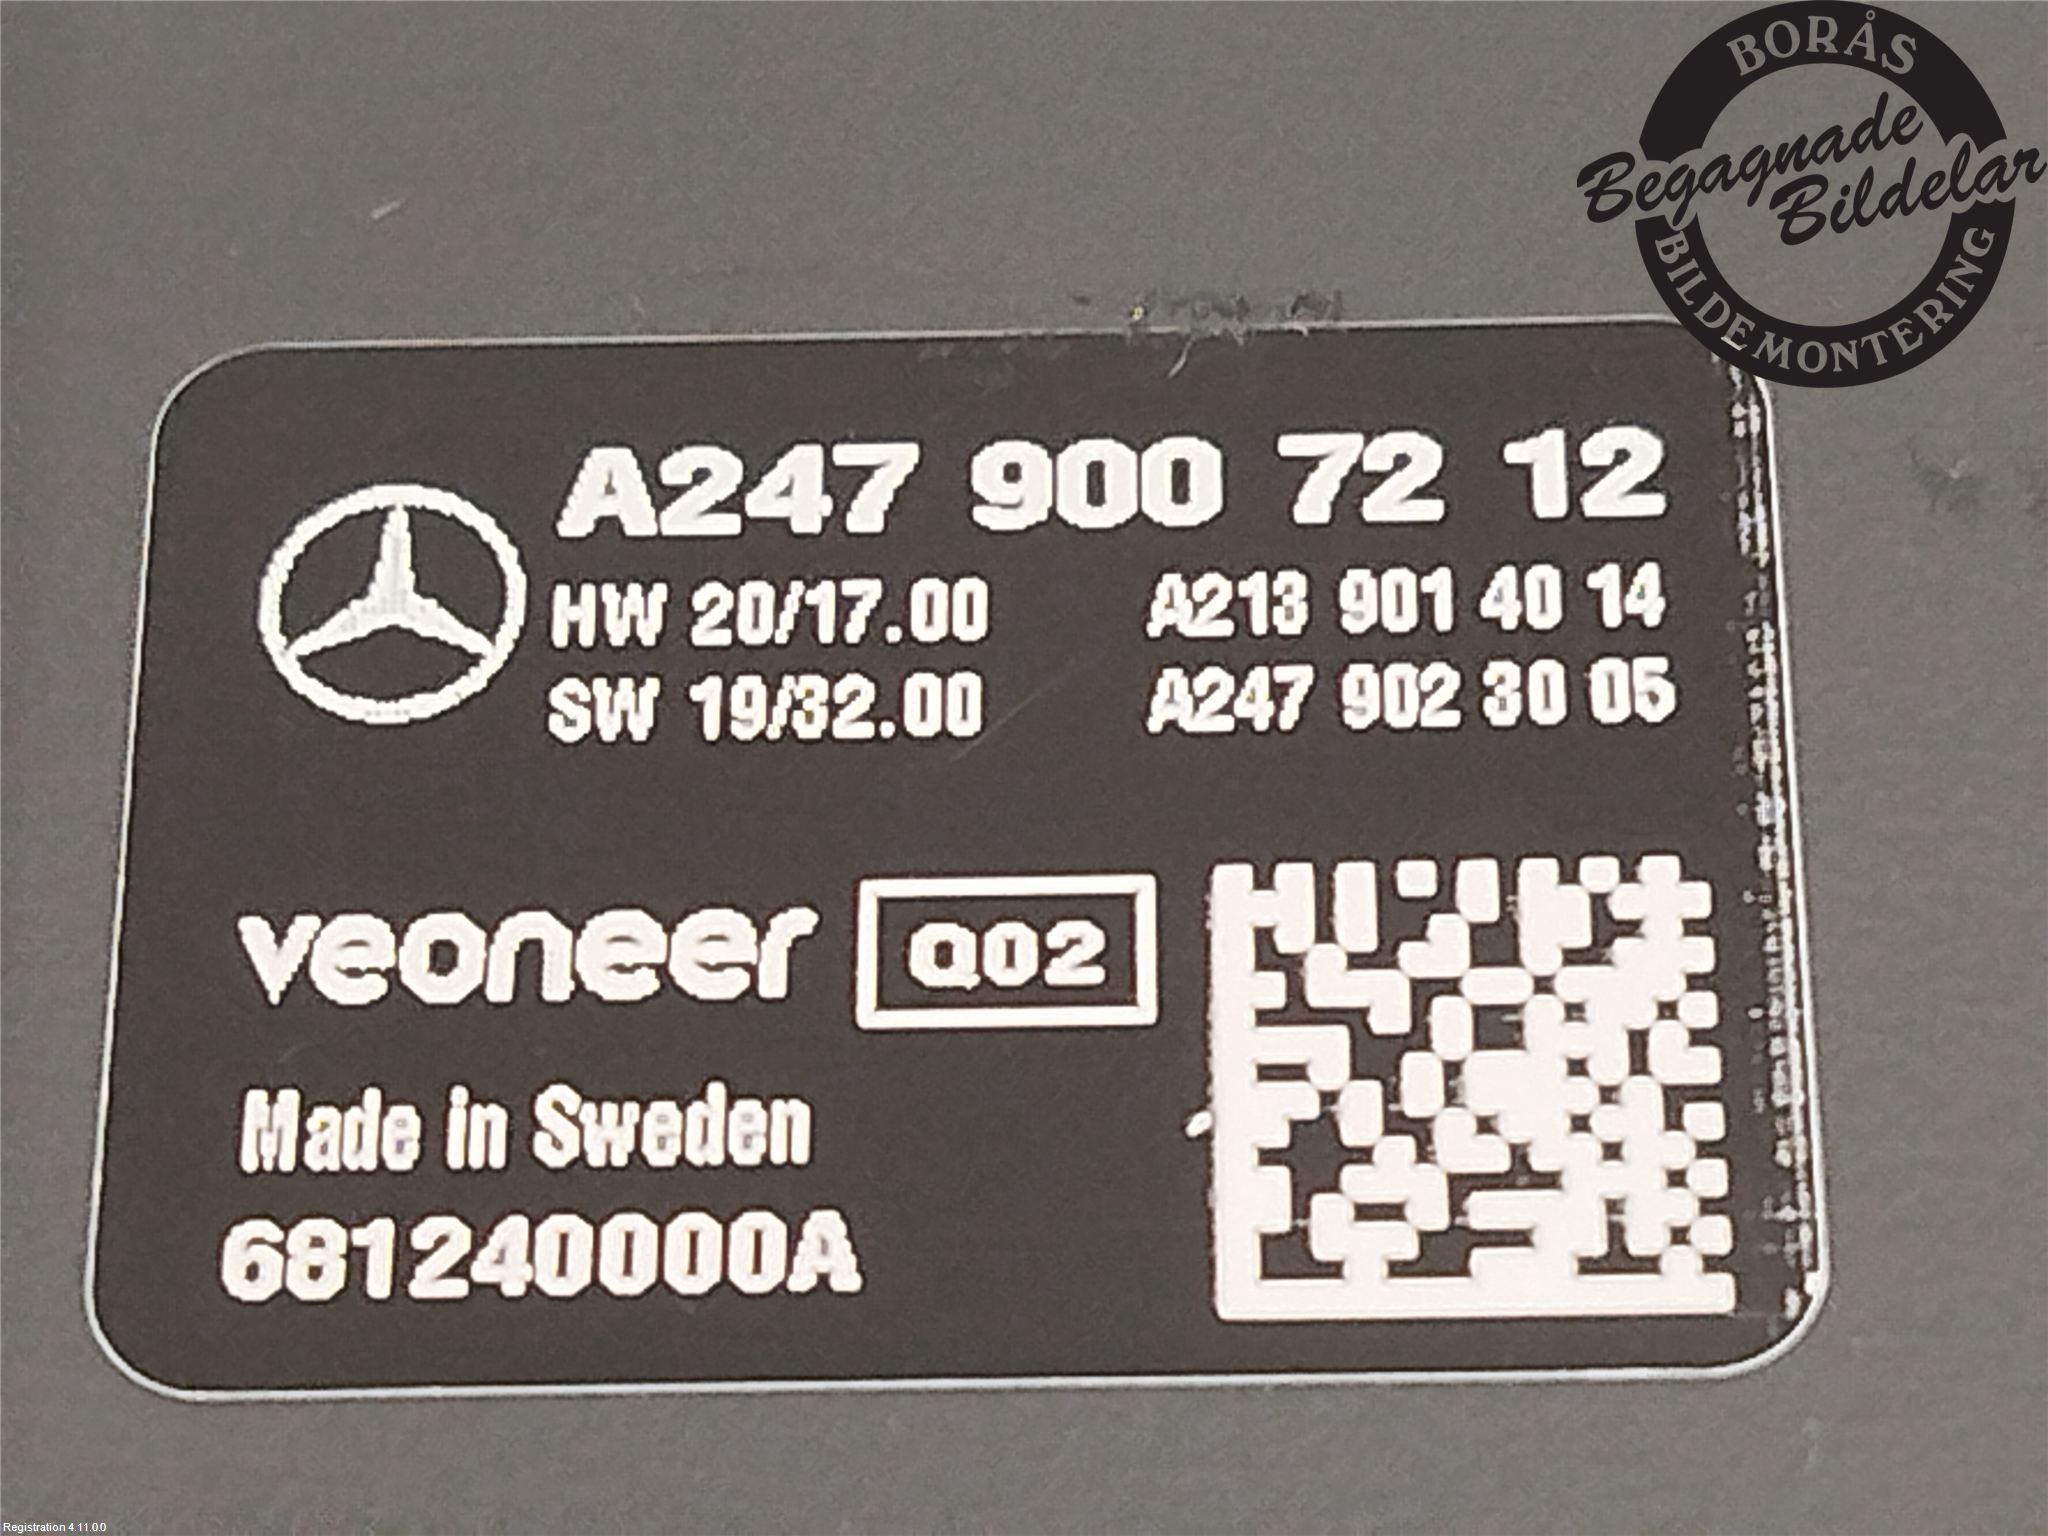 BORÅS
Begagnade
Bildelar
BILDEMONTERING
A247 900 72 12
HW 20/17.00 A213 901 40 14
SW 19/32.00 A247 902 30 05
veoneer Q02
Made in Sweden
681240000A
Registration 4.11.0.0